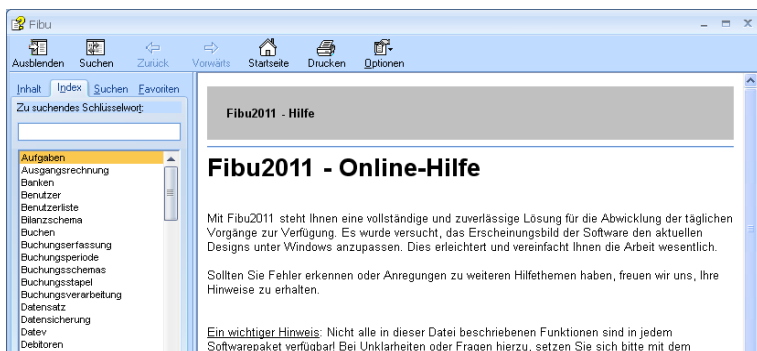 Fibu
Ausblenden Suchen Zurück Vorwärts Startseite Drucken Optionen
Inhalt Index Suchen Favoriten
Zu suchendes Schlüsselwort:
Aufgaben
Ausgangsrechnung
Banken
Benutzer
Benutzerliste
Bilanzschema
Buchen
Buchungserfassung
Buchungsperiode
Buchungsschemas
Buchungsstapel
Buchungsverarbeitung
Datensatz
Datensicherung
Datev
Debitoren
Fibu2011 - Hilfe
Fibu2011 - Online-Hilfe
Mit Fibu2011 steht Ihnen eine vollständige und zuverlässige Lösung für die Abwicklung der täglichen
Vorgänge zur Verfügung. Es wurde versucht, das Erscheinungsbild der Software den aktuellen
Designs unter Windows anzupassen. Dies erleichtert und vereinfacht Ihnen die Arbeit wesentlich.
Sollten Sie Fehler erkennen oder Anregungen zu weiteren Hilfethemen haben, freuen wir uns, Ihre
Hinweise zu erhalten.
Ein wichtiger Hinweis: Nicht alle in dieser Datei beschriebenen Funktionen sind in jedem
Softwarepaket verfügbar! Bei Unklarheiten oder Fragen hierzu, setzen Sie sich bitte mit dem